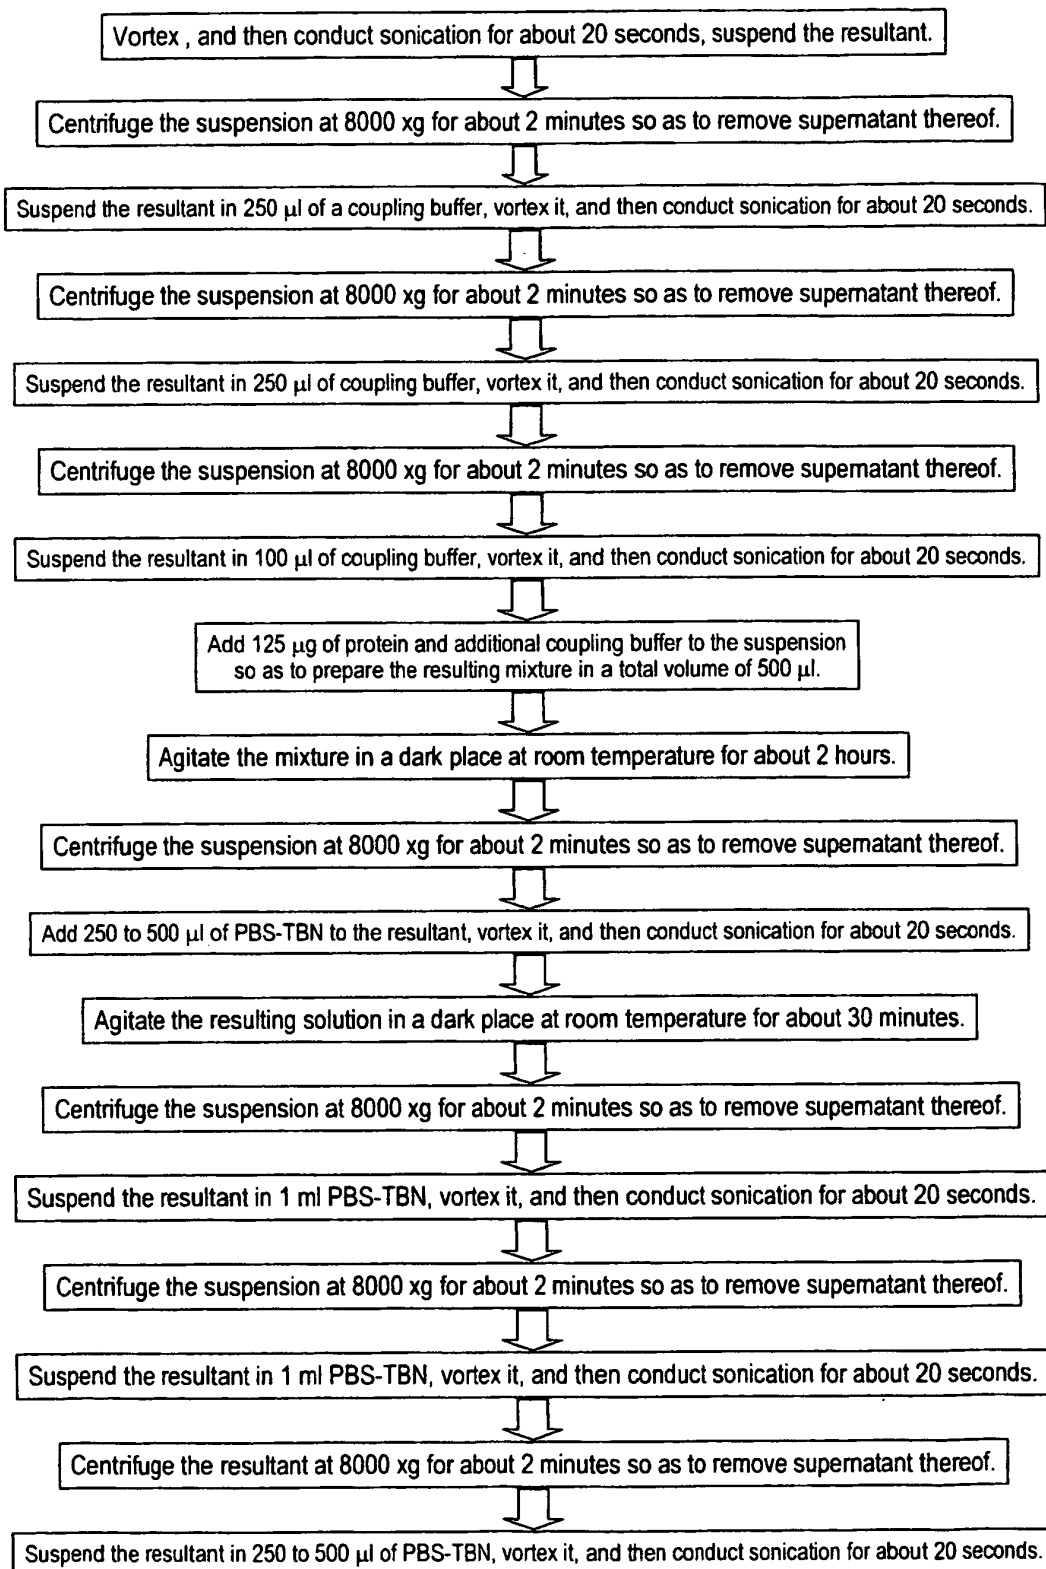 Vortex , and then conduct sonication for about 20 seconds, suspend the resultant.
Centrifuge the suspension at 8000 xg for about 2 minutes so as to remove supernatant thereof.
Suspend the resultant in 250 µl of a coupling buffer, vortex it, and then conduct sonication for about 20 seconds.
Centrifuge the suspension at 8000 xg for about 2 minutes so as to remove supernatant thereof.
Suspend the resultant in 250 µl of coupling buffer, vortex it, and then conduct sonication for about 20 seconds.
Centrifuge the suspension at 8000 xg for about 2 minutes so as to remove supernatant thereof.
Suspend the resultant in 100 µl of coupling buffer, vortex it, and then conduct sonication for about 20 seconds.
Add 125 µg of protein and additional coupling buffer to the suspension
so as to prepare the resulting mixture in a total volume of 500 µl.
Agitate the mixture in a dark place at room temperature for about 2 hours.
Centrifuge the suspension at 8000 xg for about 2 minutes so as to remove supernatant thereof.
Add 250 to 500 µl of PBS-TBN to the resultant, vortex it, and then conduct sonication for about 20 seconds.
Agitate the resulting solution in a dark place at room temperature for about 30 minutes.
Centrifuge the suspension at 8000 xg for about 2 minutes so as to remove supernatant thereof.
Suspend the resultant in 1 ml PBS-TBN, vortex it, and then conduct sonication for about 20 seconds.
Centrifuge the suspension at 8000 xg for about 2 minutes so as to remove supernatant thereof.
Suspend the resultant in 1 ml PBS-TBN, vortex it, and then conduct sonication for about 20 seconds.
Centrifuge the resultant at 8000 xg for about 2 minutes so as to remove supernatant thereof.
Suspend the resultant in 250 to 500 µl of PBS-TBN, vortex it, and then conduct sonication for about 20 seconds.